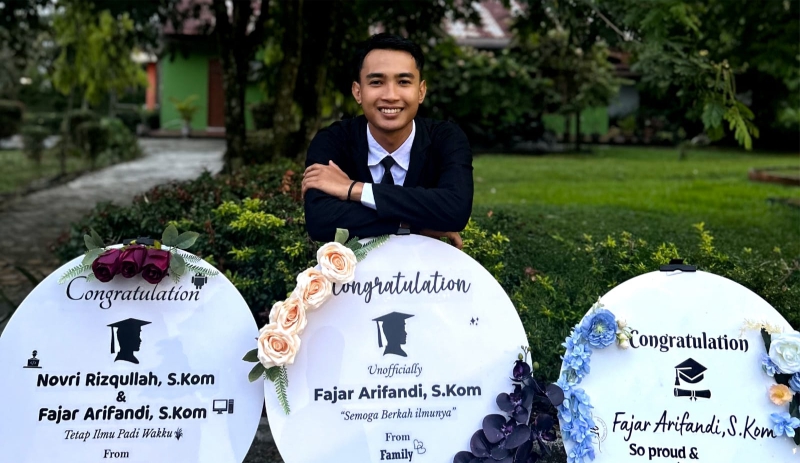 Congratulation
Novri Rizqullah, S.Kom
&
Fajar Arifandi, S.Kom
Tetap Ilmu Padi Wakku
From
Congratulation
Unofficially
Fajar Arifandi, S.Kom
“Semoga Berkah ilmunya”
From
Family
Congratulation
Fajar Arifandi,S.Kom
So proud &